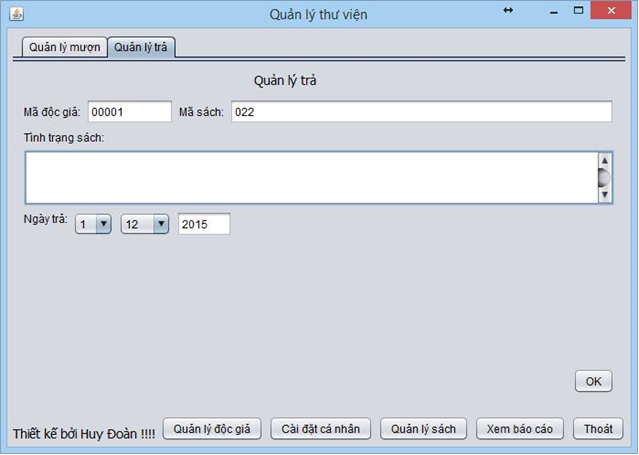 Quản lý thư viện
Quản lý mượn Quản lý trả
Quản lý trả
Mã độc giả: 00001 Mã sách: 022
Tình trạng sách:
Ngày trả: 1 12 2015
OK
Thiết kế bởi Huy Đoàn !!!! Quản lý độc giả Cài đặt cá nhân Quản lý sách Xem báo cáo Thoát